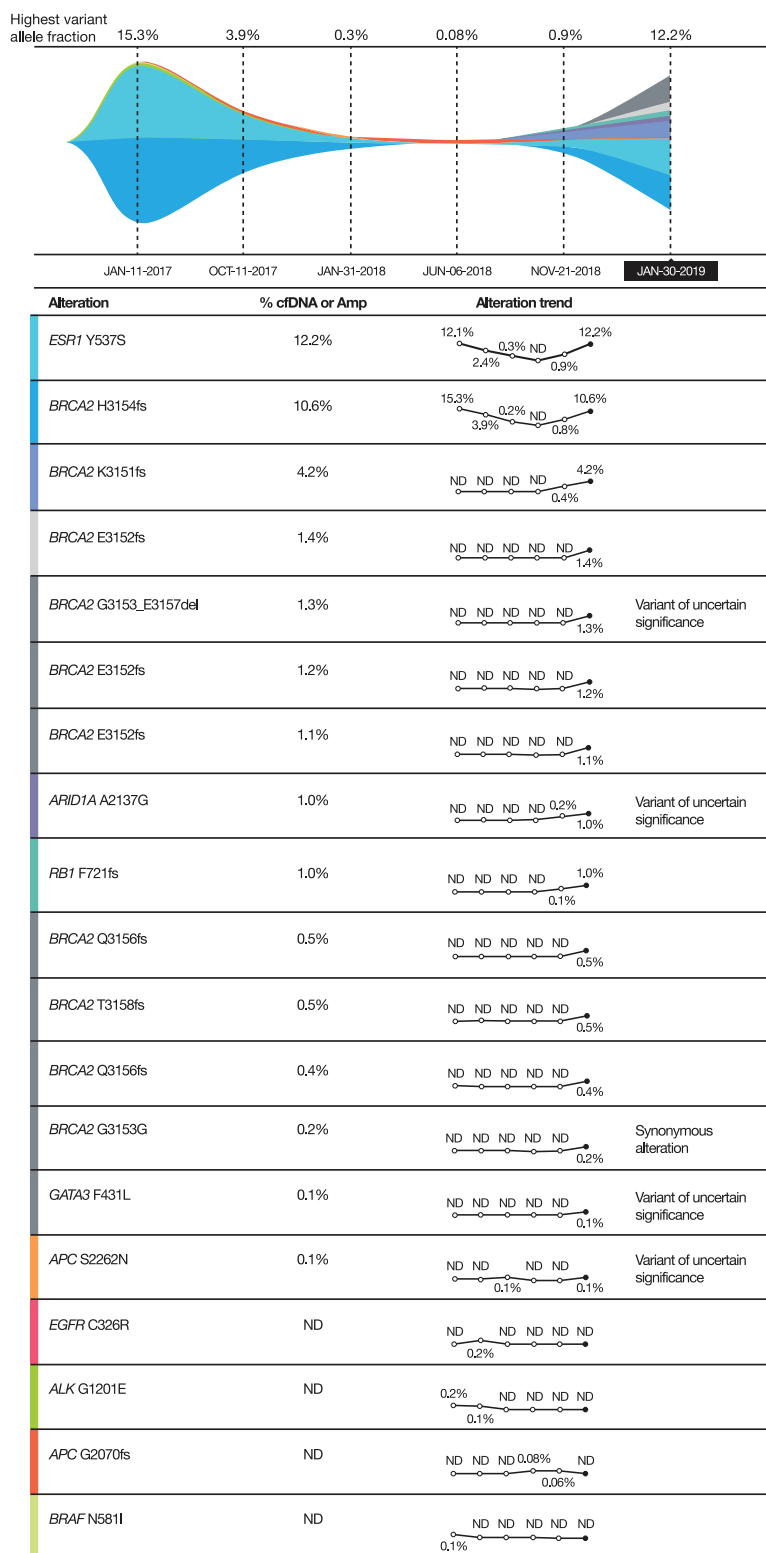 Highest variant
allele fraction 15.3% 3.9% 0.3% 0.08% 0.9% 12.2%
JAN-11-2017 OCT-11-2017 JAN-31-2018 JUN-06-2018 NOV-21-2018 JAN-30-2019
Alteration % cfDNA or Amp Alteration trend
ESR1 Y537S 12.2% 12.1% 2.4% 0.3% ND 0.9% 12.2%
BRCA2 H3154fs 10.6% 15.3% 3.9% 0.2% ND 0.8% 10.6%
BRCA2 K3151fs 4.2% ND ND ND ND 0.4% 4.2%
BRCA2 E3152fs 1.4% ND ND ND ND ND 1.4%
BRCA2 G3153_E3157del 1.3% ND ND ND ND ND 1.3% Variant of uncertain
significance
BRCA2 E3152fs 1.2% ND ND ND ND ND 1.2%
BRCA2 E3152fs 1.1% ND ND ND ND ND 1.1%
ARID1A A2137G 1.0% ND ND ND ND 0.2% 1.0% Variant of uncertain
significance
RB1 F721fs 1.0% ND ND ND ND 0.1% 1.0%
BRCA2 Q3156fs 0.5% ND ND ND ND ND 0.5%
BRCA2 T3158fs 0.5% ND ND ND ND ND 0.5%
BRCA2 Q3156fs 0.4% ND ND ND ND ND 0.4%
BRCA2 G3153G 0.2% ND ND ND ND ND 0.2% Synonymous
alteration
GATA3 F431L 0.1% ND ND ND ND ND 0.1% Variant of uncertain
significance
APC S2262N 0.1% ND ND 0.1% ND ND 0.1% Variant of uncertain
significance
EGFR C326R ND ND 0.2% ND ND ND ND
ALK G1201E ND 0.2% 0.1% ND ND ND ND
APC G2070fs ND ND ND ND 0.08% 0.06% ND
BRAF N581I ND 0.1% ND ND ND ND ND